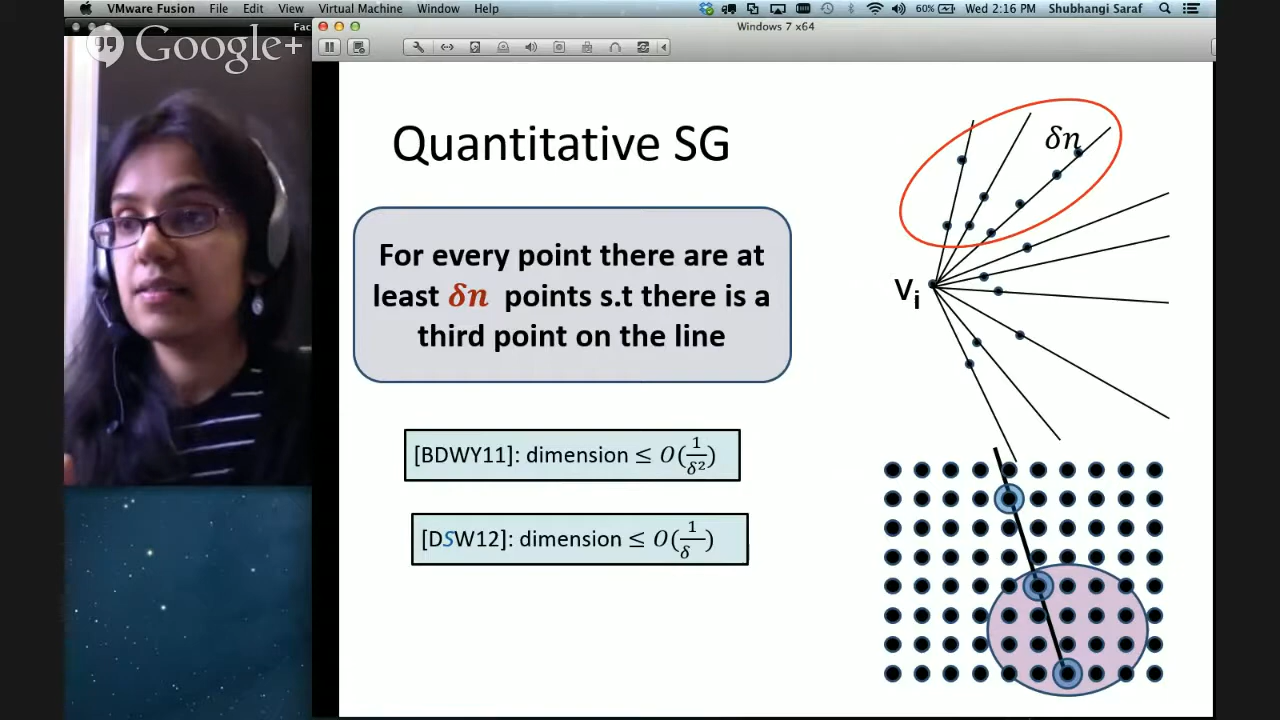 VMware Fusion File Edit View Virtual Machine Window Help 60% Wed 2:16 PM Shubhangi Saraf
Fac
Windows 7 x64
Google+
Quantitative SG
δn
For every point there are at
least δn points s.t there is a
third point on the line
Vi
[BDWY11]: dimension ≤ O(1/δ²)
[DSW12]: dimension ≤ O(1/δ)